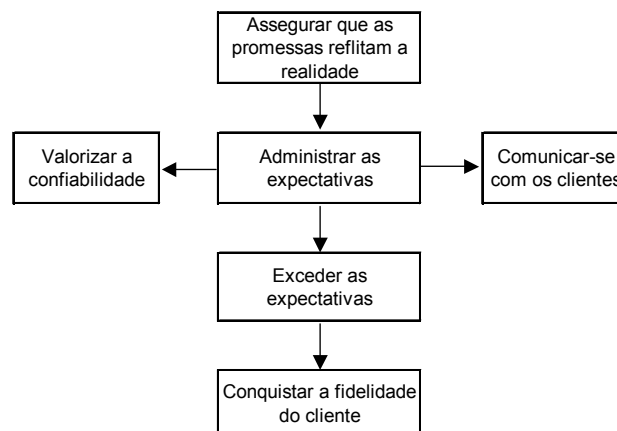 Assegurar que as
promessas reflitam a
realidade
Valorizar a
confiabilidade
Administrar as
expectativas
Comunicar-se
com os clientes
Exceder as
expectativas
Conquistar a fidelidade
do cliente